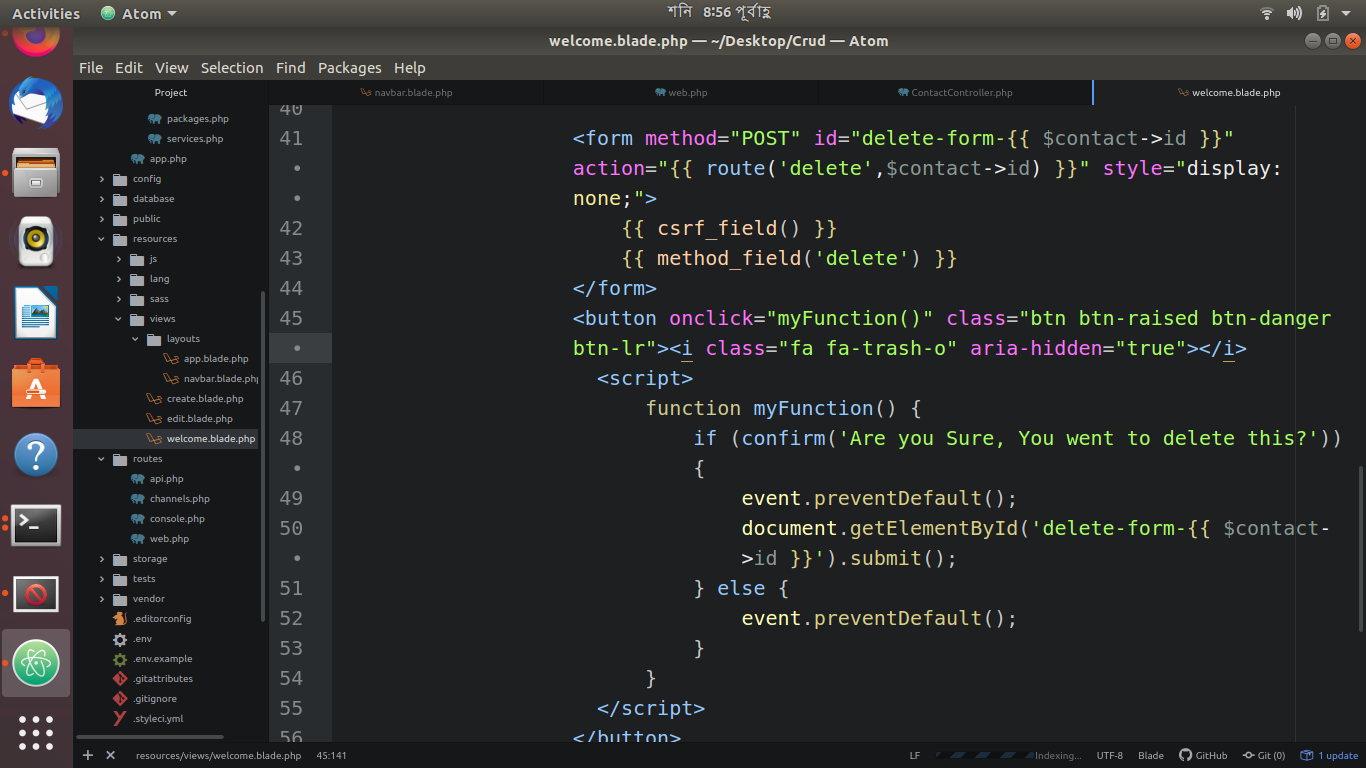 Activities
Atom
শনি 8:56 পূর্বাহ্ণ
welcome.blade.php — ~/Desktop/Crud — Atom
File Edit View Selection Find Packages Help
Project
navbar.blade.php
web.php
ContactController.php
welcome.blade.php
packages.php
services.php
app.php
config
database
public
resources
js
lang
sass
views
layouts
app.blade.php
navbar.blade.php
create.blade.php
edit.blade.php
welcome.blade.php
routes
api.php
channels.php
console.php
web.php
storage
tests
vendor
.editorconfig
.env
.env.example
.gitattributes
.gitignore
.styleci.yml
40
41 <form method="POST" id="delete-form-{{ $contact->id }}"
• action="{{ route('delete',$contact->id) }}" style="display:
• none;">
42 {{ csrf_field() }}
43 {{ method_field('delete') }}
44 </form>
45 <button onclick="myFunction()" class="btn btn-raised btn-danger
• btn-lr"><i class="fa fa-trash-o" aria-hidden="true"></i>
46 <script>
47 function myFunction() {
48 if (confirm('Are you Sure, You went to delete this?'))
• {
49 event.preventDefault();
50 document.getElementById('delete-form-{{ $contact-
• >id }}').submit();
51 } else {
52 event.preventDefault();
53 }
54 }
55 </script>
56 </button>
resources/views/welcome.blade.php 45:141
LF Indexing... UTF-8 Blade GitHub Git (0) 1 update